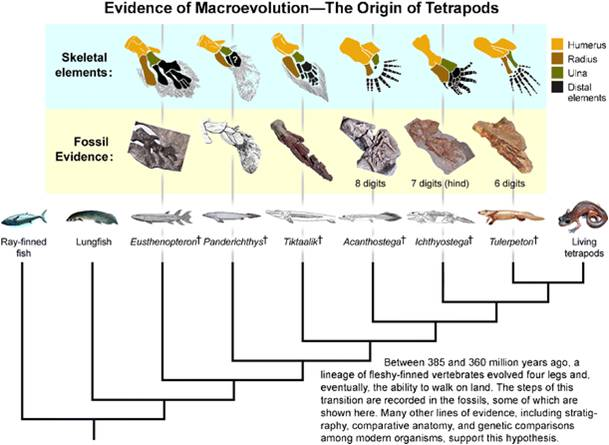 Evidence of Macroevolution—The Origin of Tetrapods
Skeletal
elements:
Humerus
Radius
Ulna
Distal
elements
?
Fossil
Evidence:
8 digits
7 digits (hind)
6 digits
Ray-finned
fish
Lungfish
Eusthenopteron†
Panderichthys†
Tiktaalik†
Acanthostega†
Ichthyostega†
Tulerpeton†
Living
tetrapods
Between 385 and 360 million years ago, a
lineage of fleshy-finned vertebrates evolved four legs and,
eventually, the ability to walk on land. The steps of this
transition are recorded in the fossils, some of which are
shown here. Many other lines of evidence, including stratig-
raphy, comparative anatomy, and genetic comparisons
among modern organisms, support this hypothesis.